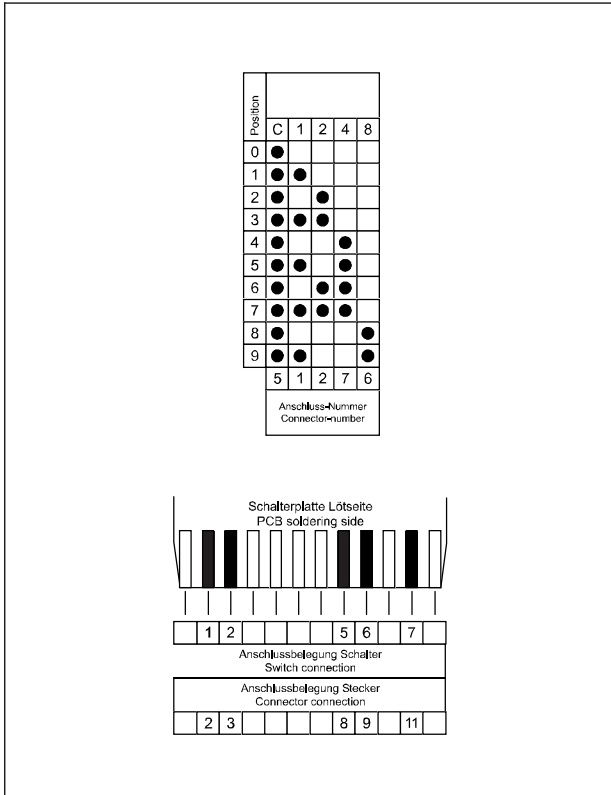 Position
C 1 2 4 8
0
1
2
3
4
5
6
7
8
9
5 1 2 7 6
Anschluss-Nummer
Connector-number
Schalterplatte Lötseite
PCB soldering side
1 2 5 6 7
Anschlussbelegung Schalter
Switch connection
Anschlussbelegung Stecker
Connector connection
2 3 8 9 11